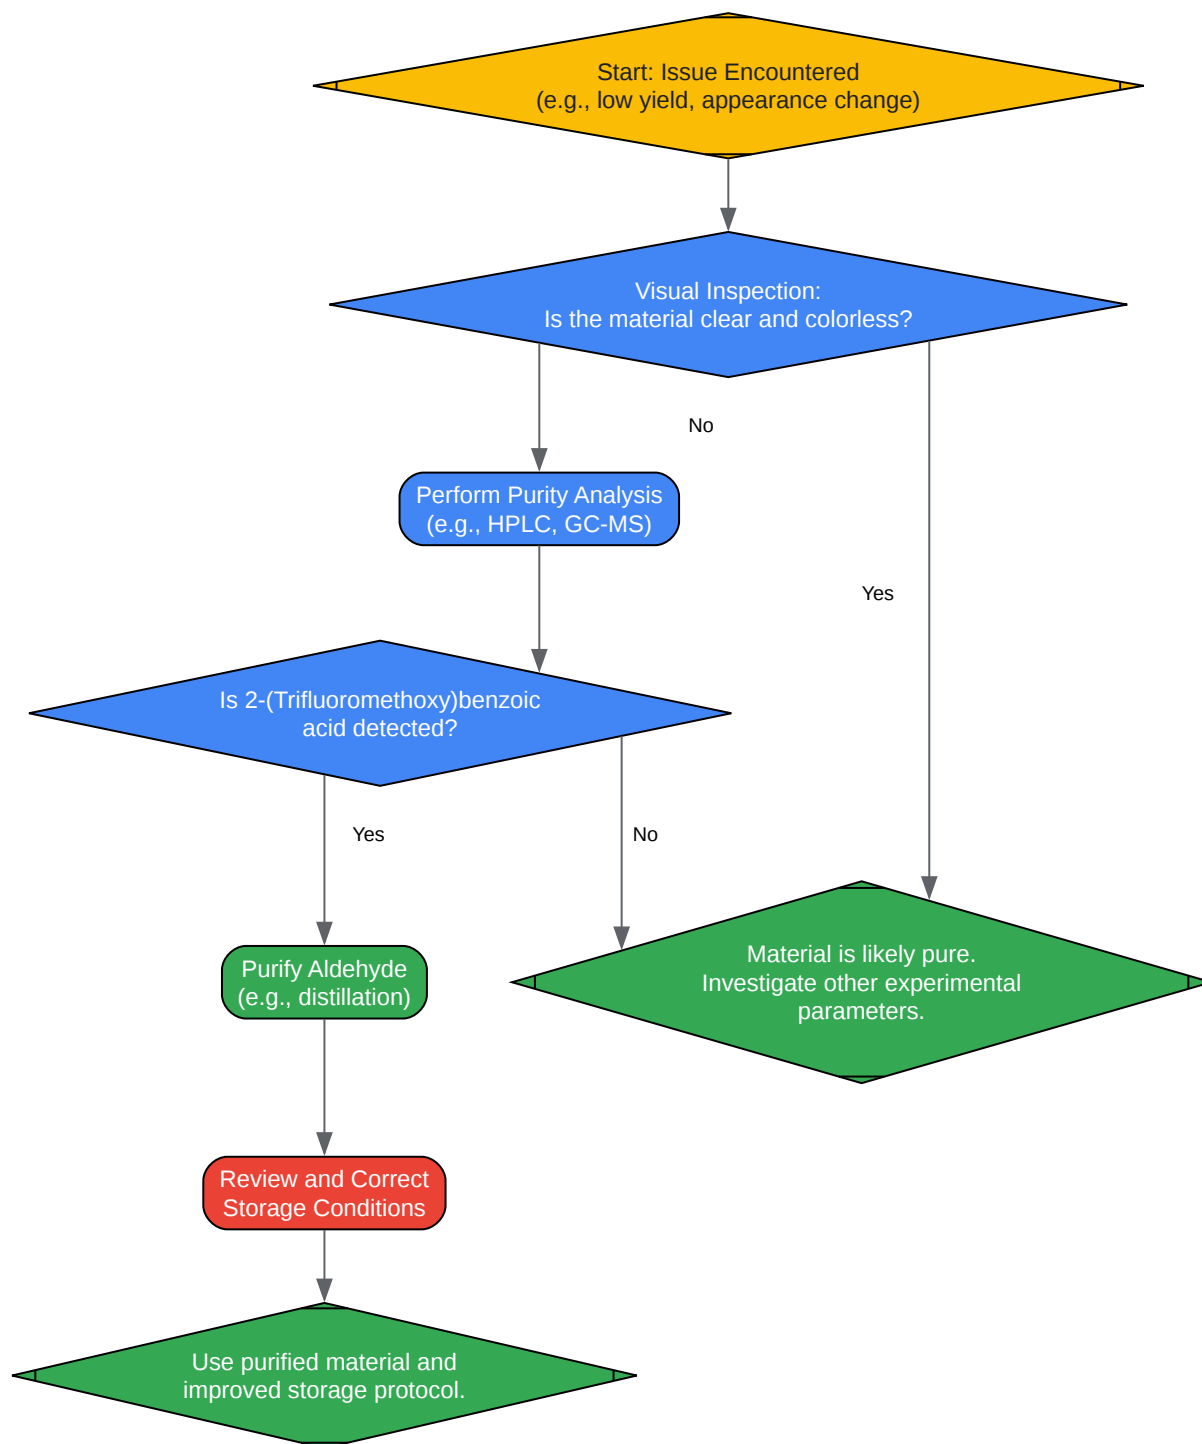 Start: Issue Encountered
(e.g., low yield, appearance change)
Visual Inspection:
Is the material clear and colorless?
No
Perform Purity Analysis
(e.g., HPLC, GC-MS)
Yes
Is 2-(Trifluoromethoxy)benzoic
acid detected?
Yes
No
Material is likely pure.
Investigate other experimental
parameters.
Purify Aldehyde
(e.g., distillation)
Review and Correct
Storage Conditions
Use purified material and
improved storage protocol.